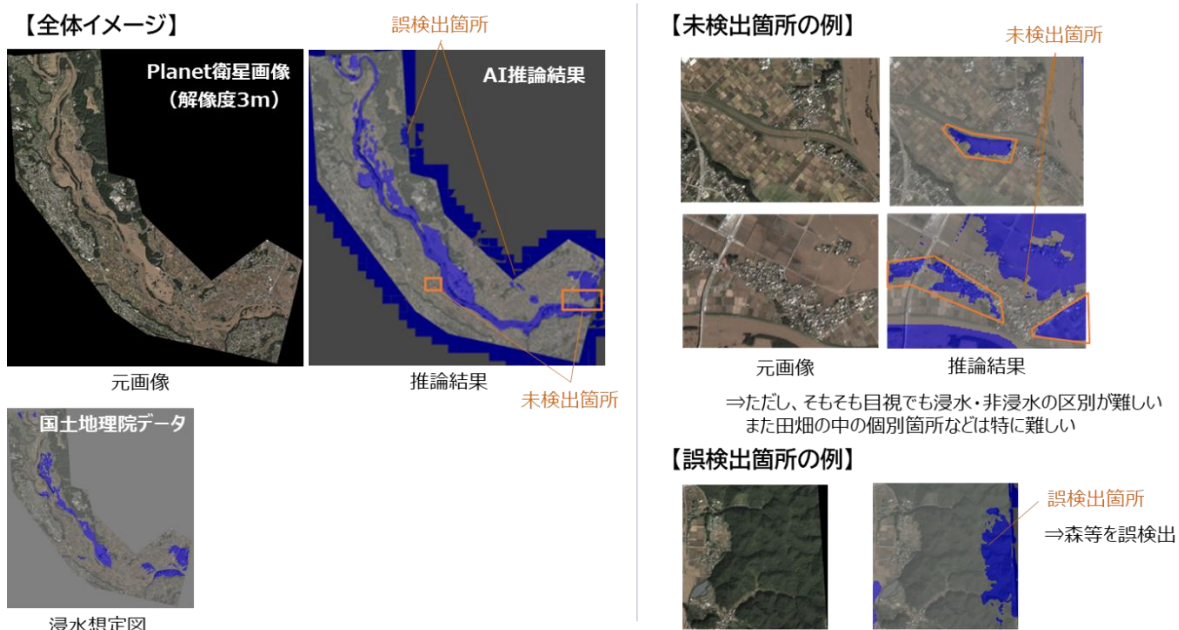 【全体イメージ】
誤検出箇所
Planet衛星画像
（解像度3m）
AI推論結果
元画像
推論結果
未検出箇所
国土地理院データ
浸水想定図
【未検出箇所の例】
未検出箇所
元画像
推論結果
⇒ただし、そもそも目視でも浸水・非浸水の区別が難しい
また田畑の中の個別箇所などは特に難しい
【誤検出箇所の例】
誤検出箇所
⇒森等を誤検出